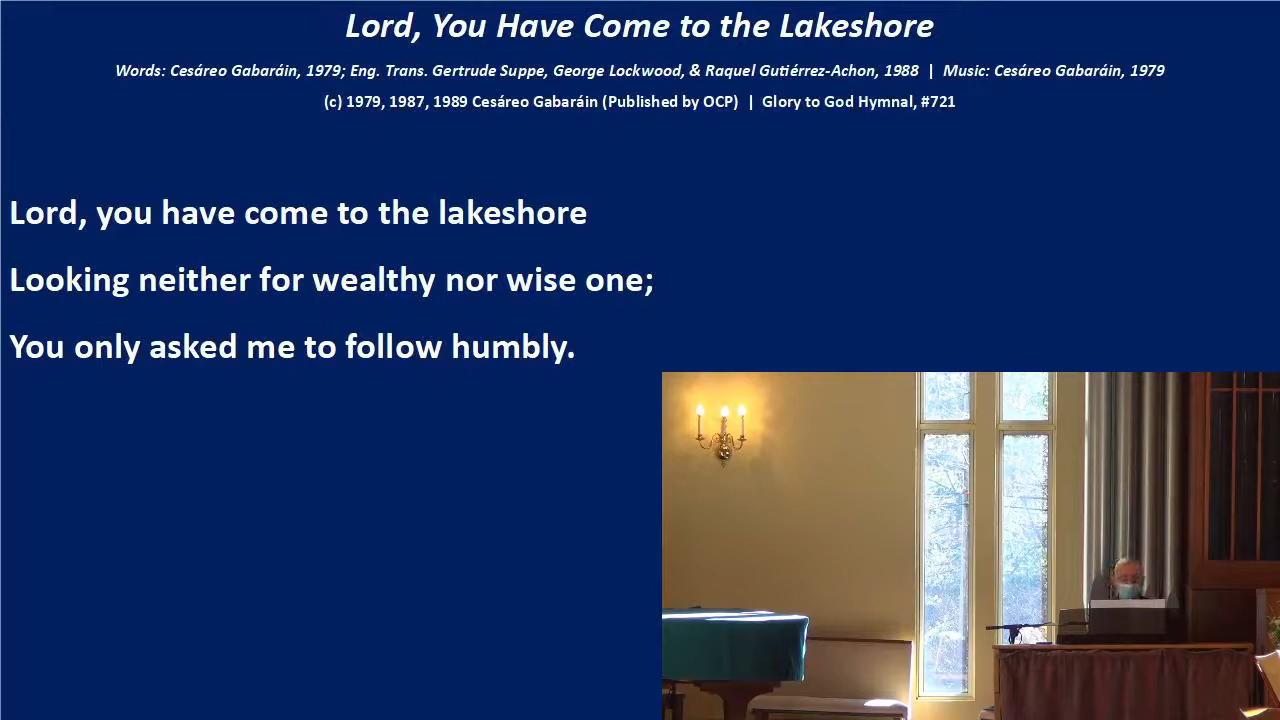 Lord, You Have Come to the Lakeshore
Words: Cesáreo Gabaráin, 1979; Eng. Trans. Gertrude Suppe, George Lockwood, & Raquel Gutiérrez-Achon, 1988 | Music: Cesáreo Gabaráin, 1979
(c) 1979, 1987, 1989 Cesáreo Gabaráin (Published by OCP) | Glory to God Hymnal, #721
Lord, you have come to the lakeshore
Looking neither for wealthy nor wise one;
You only asked me to follow humbly.